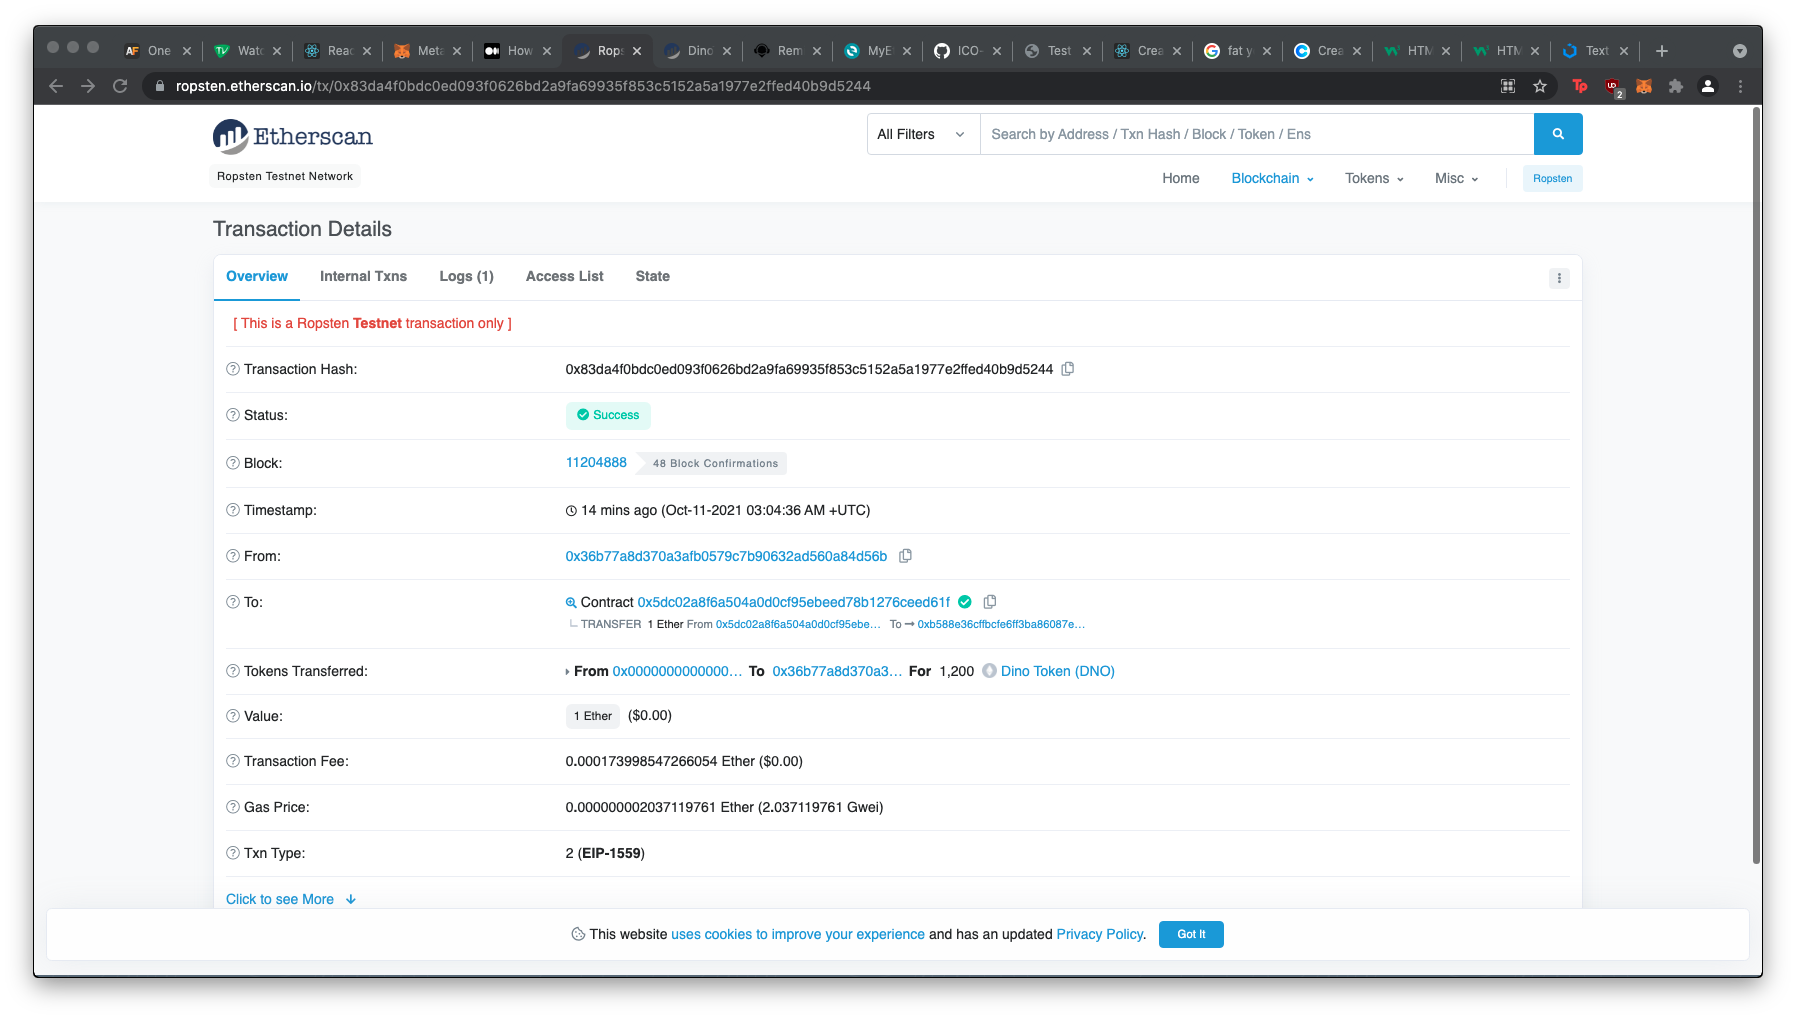 One
Watc
Reac
Meta
How
Rops
Dino
Rem
MyE
ICO-
Test
Crea
fat y
Crea
HTM
HTM
Text
ropsten.etherscan.io/tx/0x83da4f0bdc0ed093f0626bd2a9fa69935f853c5152a5a1977e2ffed40b9d5244
2
Etherscan
All Filters
Search by Address / Txn Hash / Block / Token / Ens
Ropsten Testnet Network
Home Blockchain Tokens Misc Ropsten
Transaction Details
Overview Internal Txns Logs (1) Access List State
[ This is a Ropsten Testnet transaction only ]
Transaction Hash: 0x83da4f0bdc0ed093f0626bd2a9fa69935f853c5152a5a1977e2ffed40b9d5244
Status: Success
Block: 11204888 48 Block Confirmations
Timestamp: 14 mins ago (Oct-11-2021 03:04:36 AM +UTC)
From: 0x36b77a8d370a3afb0579c7b90632ad560a84d56b
To: Contract 0x5dc02a8f6a504a0d0cf95ebeed78b1276ceed61f
TRANSFER 1 Ether From 0x5dc02a8f6a504a0d0cf95ebe... To → 0xb588e36cffbcfe6ff3ba86087e...
Tokens Transferred: From 0x0000000000000... To 0x36b77a8d370a3... For 1,200 Dino Token (DNO)
Value: 1 Ether ($0.00)
Transaction Fee: 0.000173998547266054 Ether ($0.00)
Gas Price: 0.000000002037119761 Ether (2.037119761 Gwei)
Txn Type: 2 (EIP-1559)
Click to see More
This website uses cookies to improve your experience and has an updated Privacy Policy. Got It